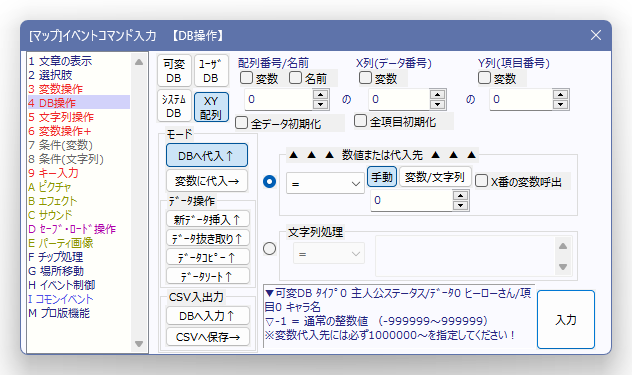 [マップ]イベントコマンド入力　【DB操作】
1 文章の表示
2 選択肢
3 変数操作
4 DB操作
5 文字列操作
6 変数操作+
7 条件(変数)
8 条件(文字列)
9 キー入力
A ピクチャ
B エフェクト
C サウンド
D セーブ・ロード操作
E パーティ画像
F チップ処理
G 場所移動
H イベント制御
I コモンイベント
M プロ版機能
可変
DB
ユーザ
DB
システム
DB
XY
配列
配列番号/名前
変数
名前
0
の
全データ初期化
X列(データ番号)
変数
0
の
全項目初期化
Y列(項目番号)
変数
0
モード
DBへ代入↑
変数に代入→
データ操作
新データ挿入↑
データ抜き取り↑
データコピー↑
データソート↑
CSV入出力
DBへ入力↑
CSVへ保存→
▲ ▲ ▲ 数値または代入先 ▲ ▲ ▲
=
手動
変数/文字列
X番の変数呼出
0
文字列処理
=
▼可変DB タイプ0 主人公ステータス/データ0 ヒーローさん/項
目0 キャラ名
▽-1 = 通常の整数値　(-999999～999999)
※変数代入先には必ず1000000～を指定してください！
入力